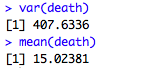 > var(death)
[1] 407.6336
> mean(death)
[1] 15.02381